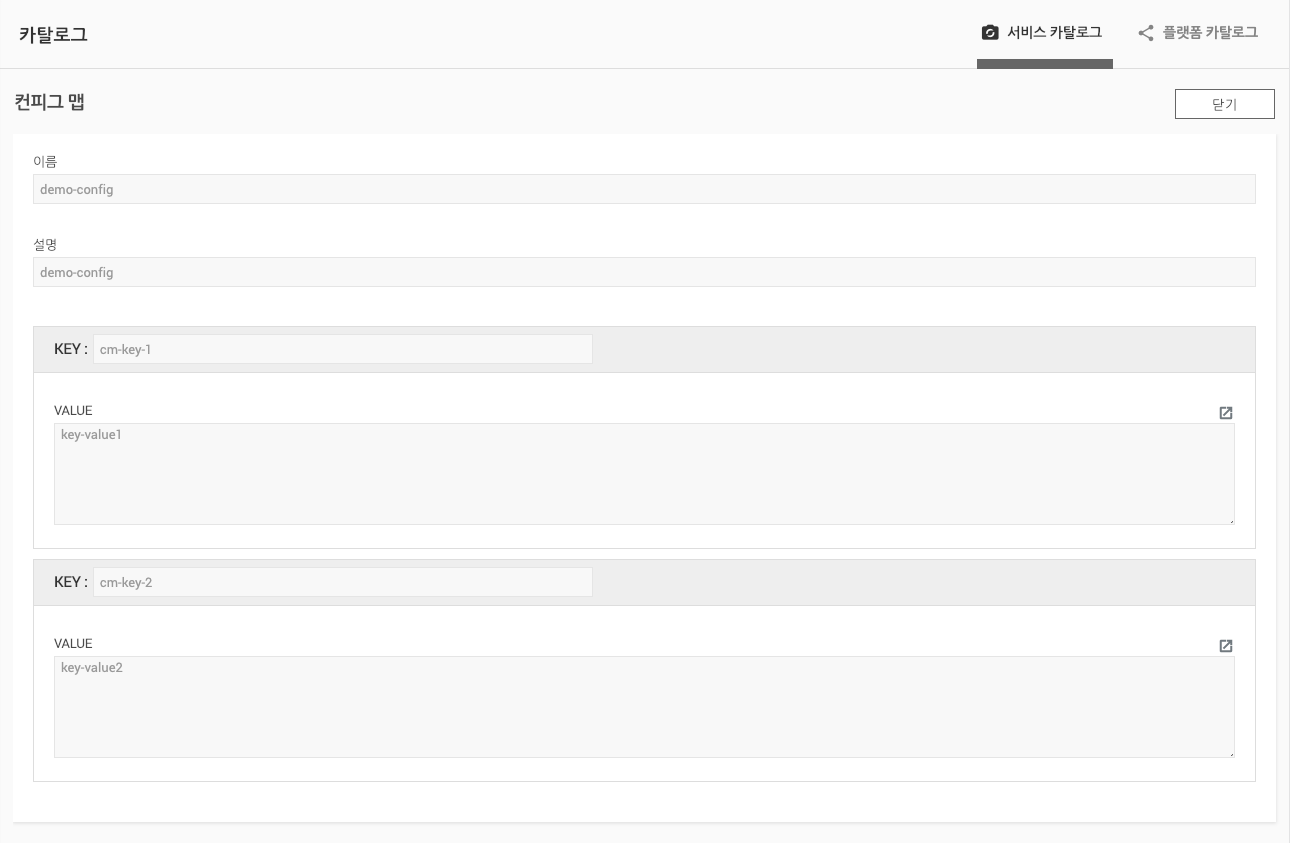 카탈로그
서비스 카탈로그
플랫폼 카탈로그
컨피그 맵
닫기
이름
demo-config
설명
demo-config
KEY : cm-key-1
VALUE
key-value1
KEY : cm-key-2
VALUE
key-value2